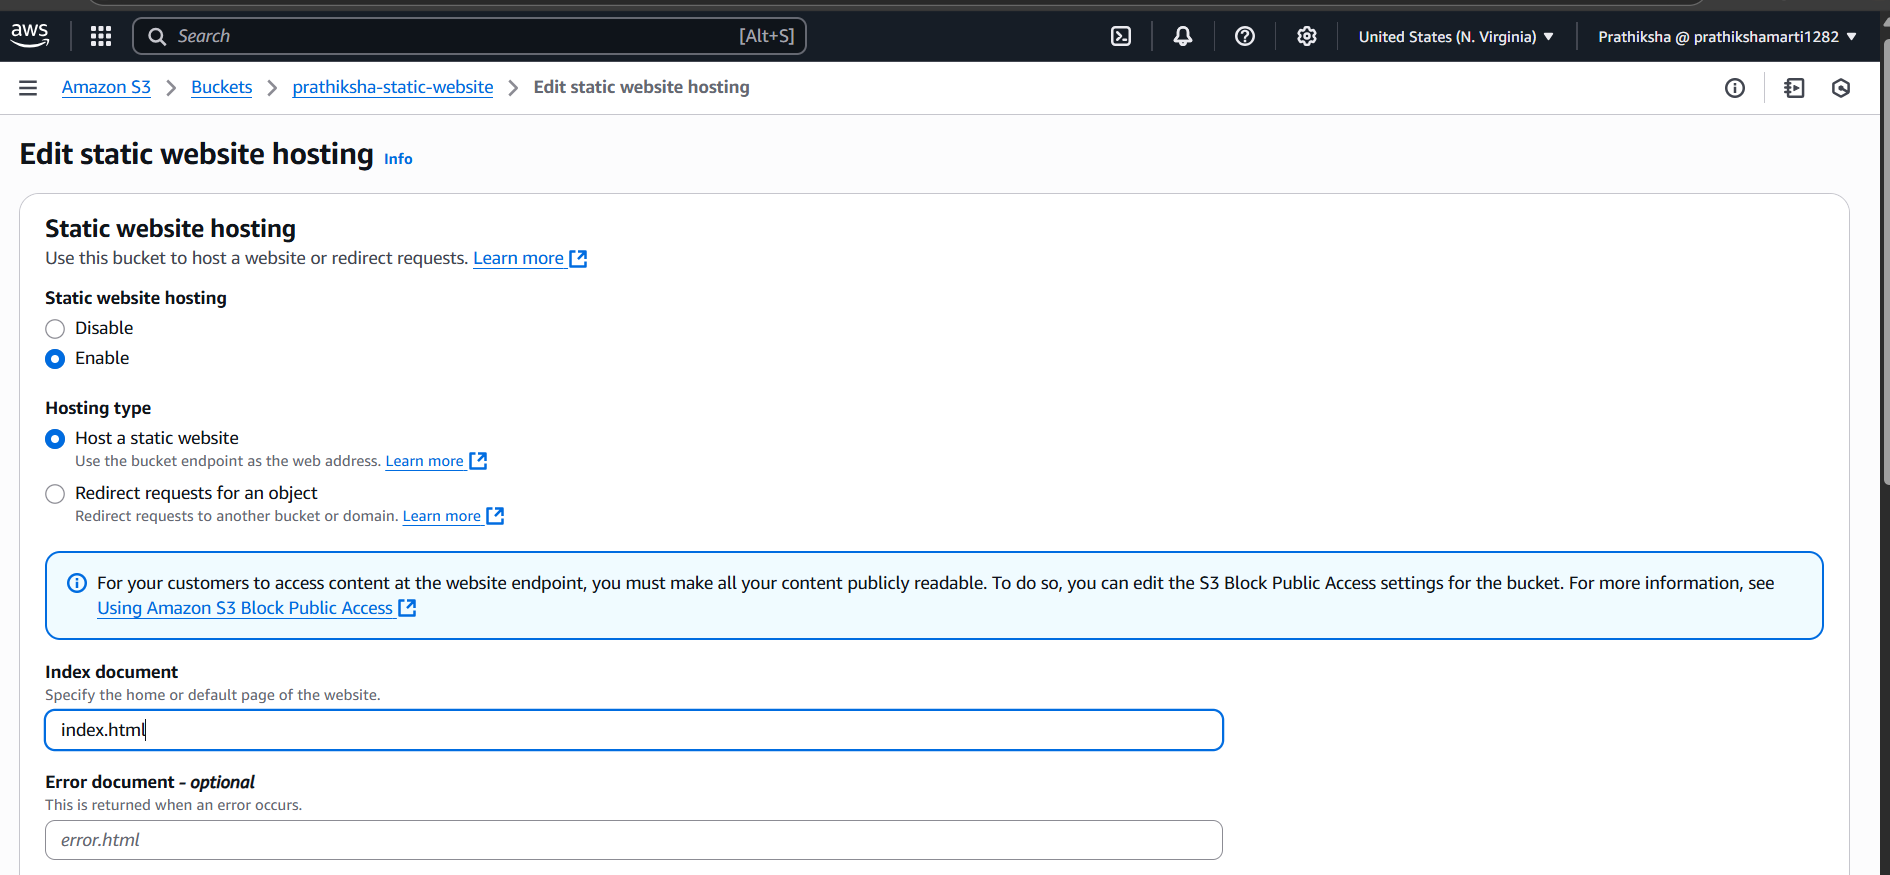 aws
Search
[Alt+S]
United States (N. Virginia)
Prathiksha @ prathikshamarti1282
Amazon S3
Buckets
prathiksha-static-website
Edit static website hosting
Edit static website hosting
Info
Static website hosting
Use this bucket to host a website or redirect requests. Learn more
Static website hosting
Disable
Enable
Hosting type
Host a static website
Use the bucket endpoint as the web address. Learn more
Redirect requests for an object
Redirect requests to another bucket or domain. Learn more
For your customers to access content at the website endpoint, you must make all your content publicly readable. To do so, you can edit the S3 Block Public Access settings for the bucket. For more information, see
Using Amazon S3 Block Public Access
Index document
Specify the home or default page of the website.
index.html
Error document - optional
This is returned when an error occurs.
error.html